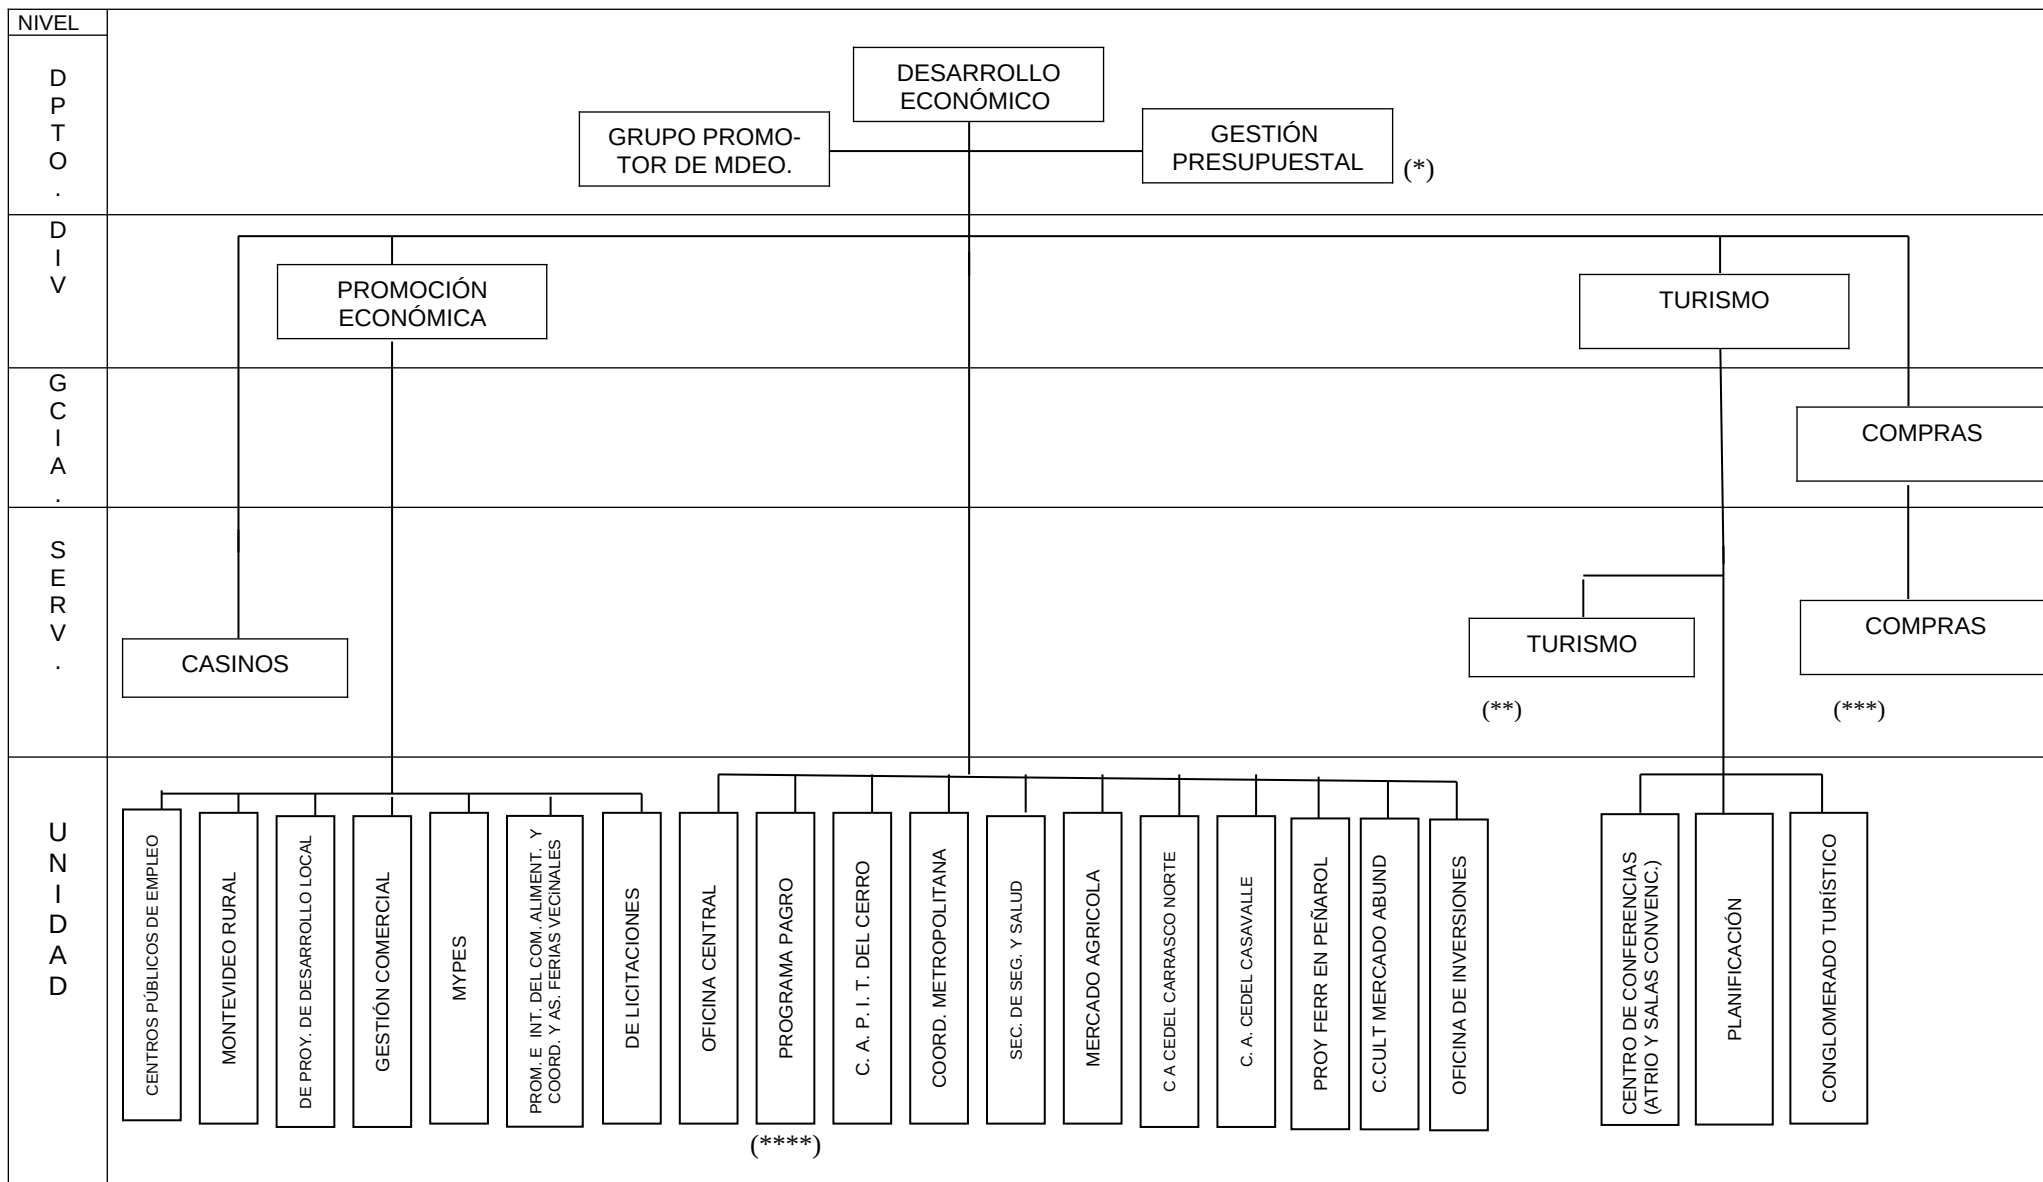 NIVEL
D
P
T
O
.
DESARROLLO
ECONÓMICO
GRUPO PROMO-
TOR DE MDEO.
GESTIÓN
PRESUPUESTAL
(*)
D
I
V
PROMOCIÓN
ECONÓMICA
TURISMO
G
C
I
A
.
COMPRAS
S
E
R
V
.
CASINOS
TURISMO
COMPRAS
(**)
(***)
U
N
I
D
A
D
CENTROS PÚBLICOS DE EMPLEO
MONTEVIDEO RURAL
DE PROY. DE DESARROLLO LOCAL
GESTIÓN COMERCIAL
MYPES
PROM. E INT. DEL COM. ALIMENT. Y
COORD. Y AS. FERIAS VECiNALES
DE LICITACIONES
OFICINA CENTRAL
PROGRAMA PAGRO
C. A. P. I. T. DEL CERRO
COORD. METROPOLITANA
SEC. DE SEG. Y SALUD
MERCADO AGRICOLA
C A CEDEL CARRASCO NORTE
C. A. CEDEL CASAVALLE
PROY FERR EN PEÑAROL
C.CULT MERCADO ABUND
OFICINA DE INVERSIONES
CENTRO DE CONFERENCIAS
(ATRIO Y SALAS CONVENC.)
PLANIFICACIÓN
CONGLOMERADO TURÍSTICO
(****)